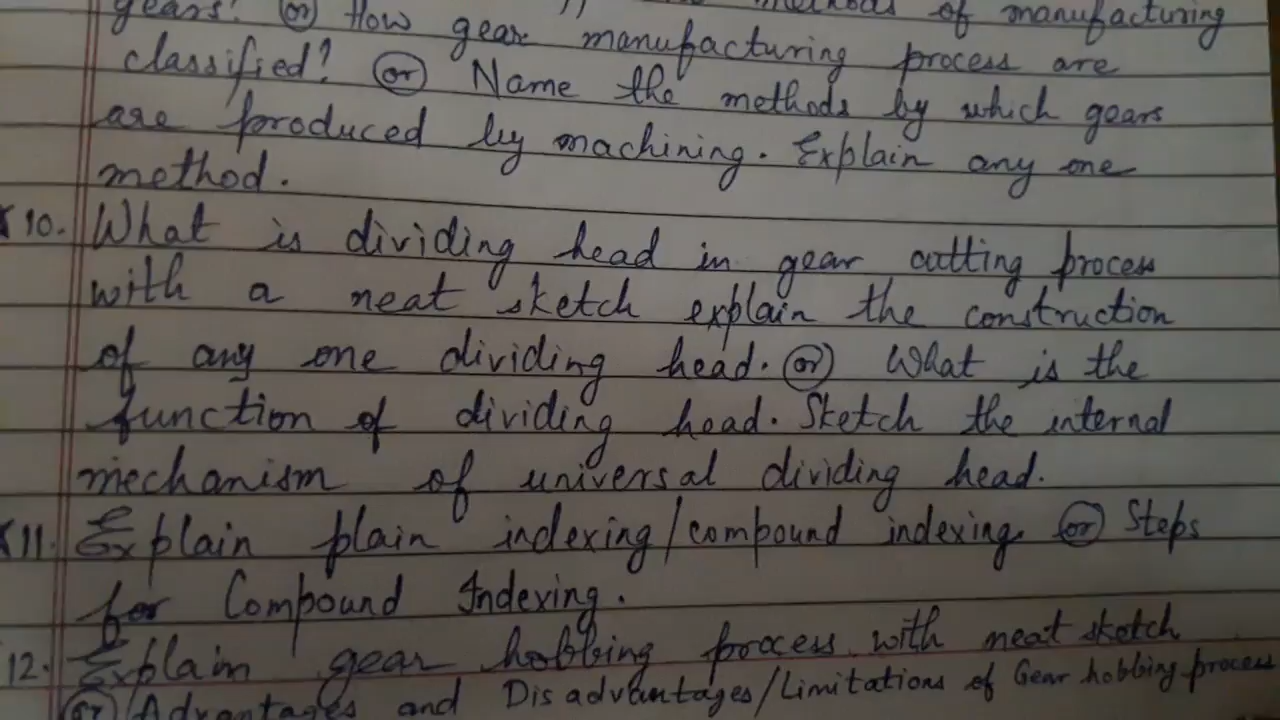 gears? (or) How gear manufacturing process are
methods of manufacturing
classified? (or) Name the methods by which gears
are produced by machining. Explain any one
method.
10. What is dividing head in gear cutting process
with a neat sketch explain the construction
of any one dividing head. (or) What is the
function of dividing head. Sketch the internal
mechanism of universal dividing head.
11. Explain plain indexing/compound indexing. (or) Steps
for Compound Indexing.
12. Explain gear hobbing process with neat sketch
(or) Advantages and Disadvantages/Limitations of Gear hobbing process